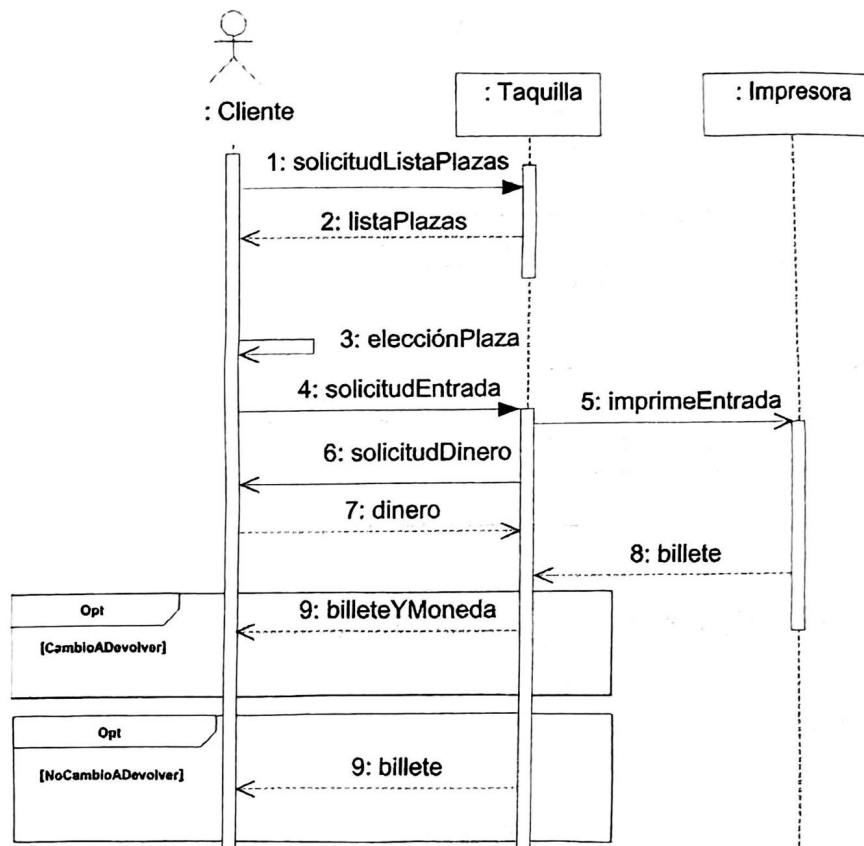 : Cliente
: Taquilla
: Impresora
1: solicitudListaPlazas
2: listaPlazas
3: elecciónPlaza
4: solicitudEntrada
5: imprimeEntrada
6: solicitudDinero
7: dinero
8: billete
Opt
9: billeteYMoneda
[CambioADevolver]
Opt
[NoCambioADevolver]
9: billete